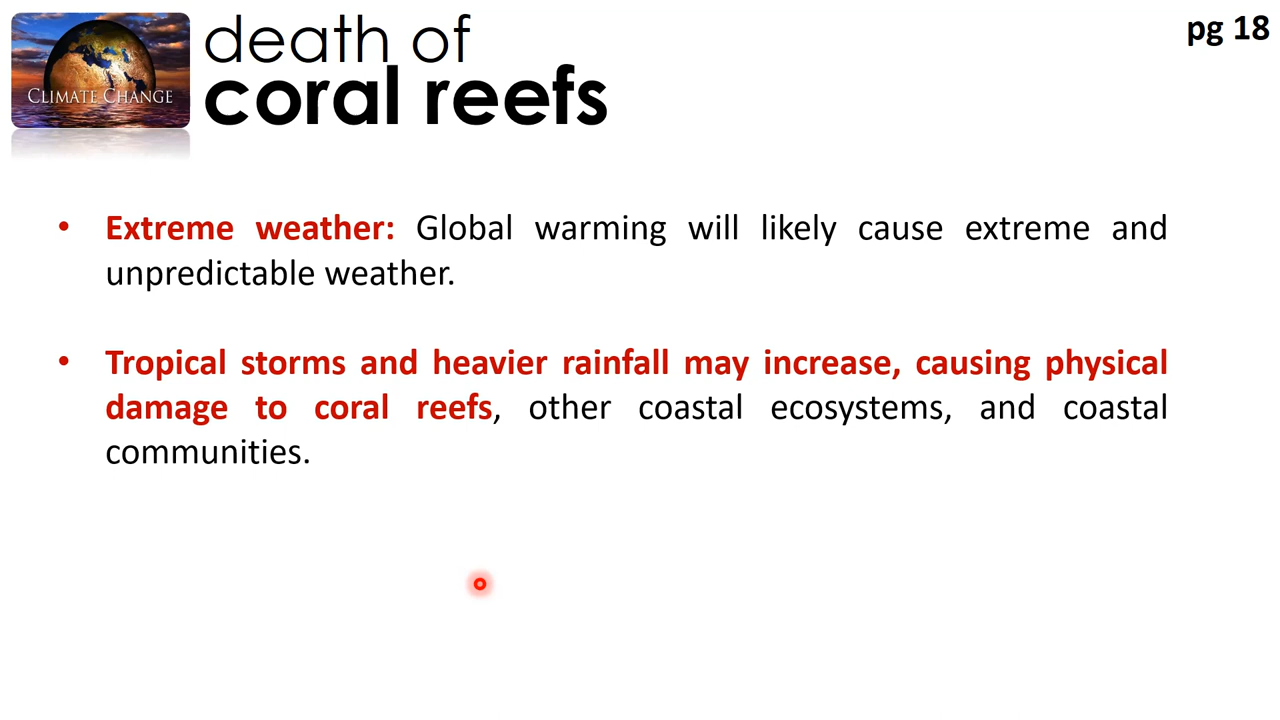 death of
pg 18
coral reefs
CLIMATE CHANGE
• Extreme weather: Global warming will likely cause extreme and
unpredictable weather.
• Tropical storms and heavier rainfall may increase, causing physical
damage to coral reefs, other coastal ecosystems, and coastal
communities.